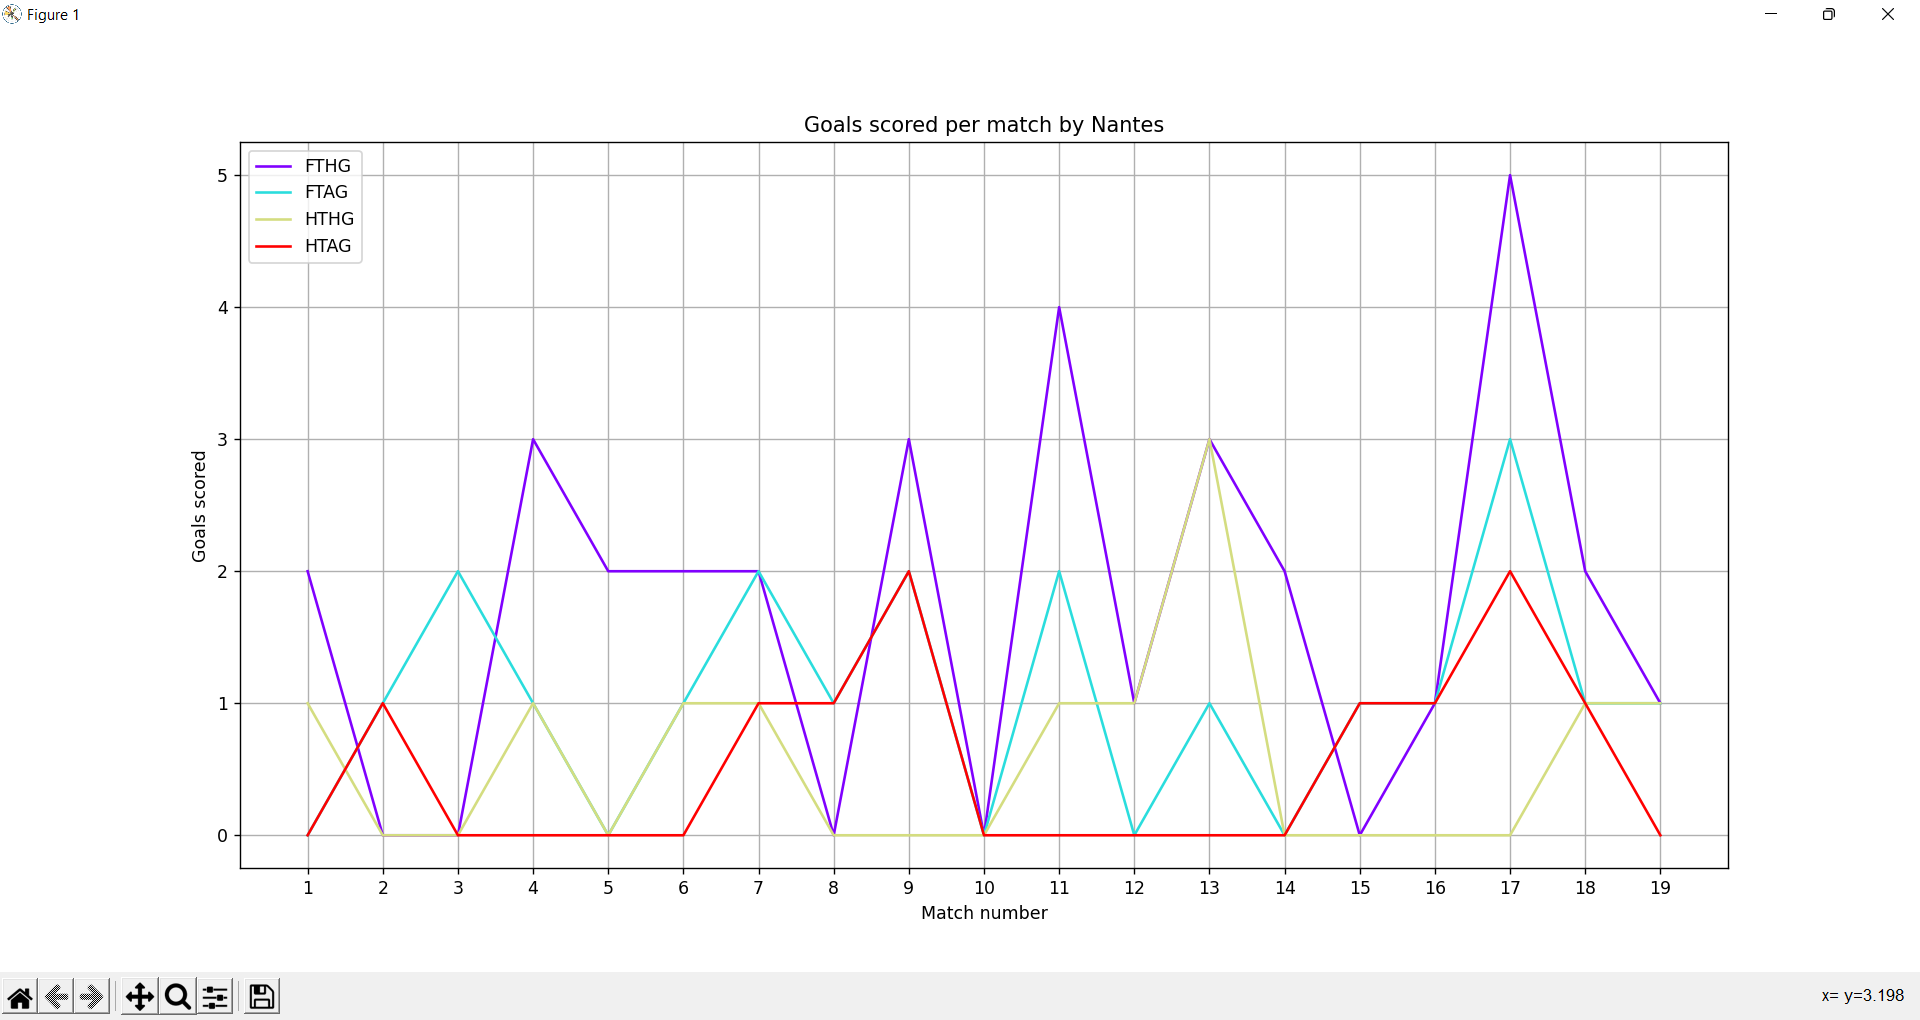 Figure 1
Goals scored per match by Nantes
FTHG
FTAG
HTHG
HTAG
5
4
3
2
1
0
Goals scored
1 2 3 4 5 6 7 8 9 10 11 12 13 14 15 16 17 18 19
Match number
x= y=3.198